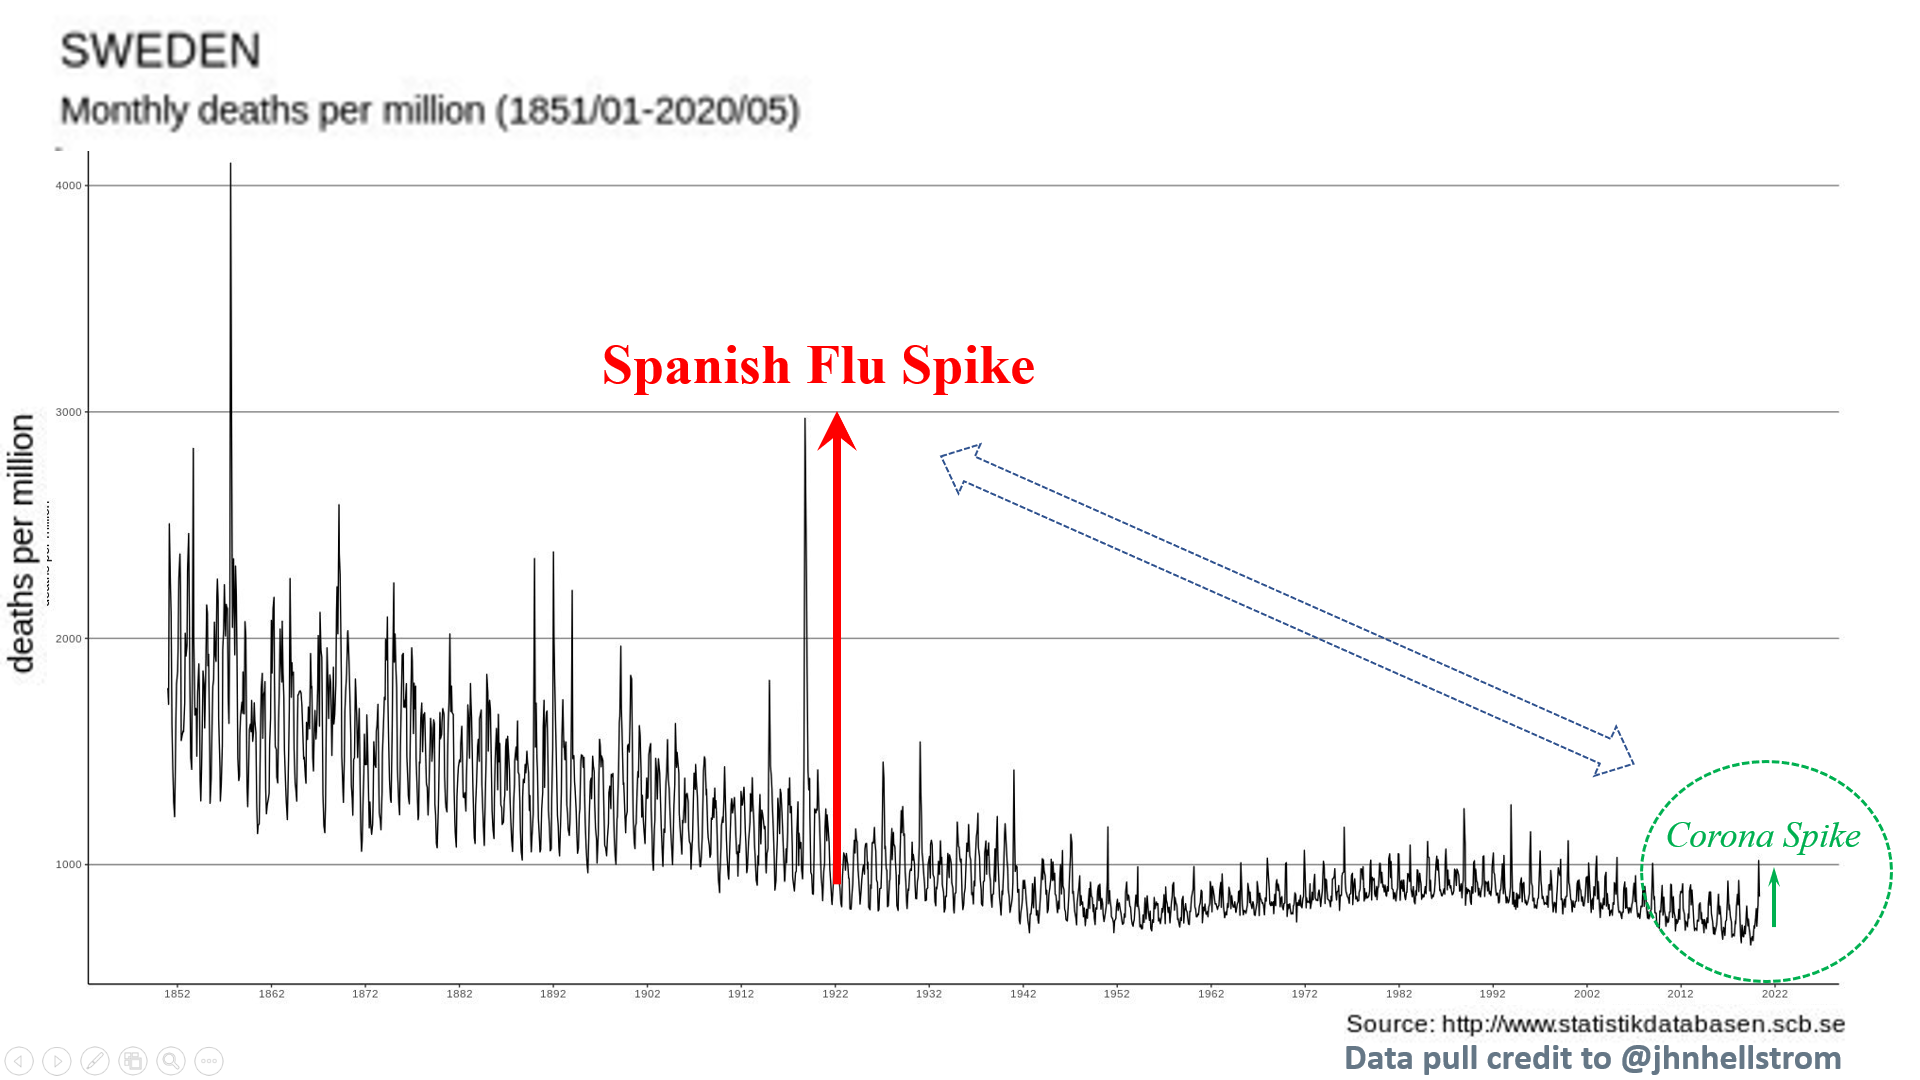 SWEDEN
Monthly deaths per million (1851/01-2020/05)
4000
Spanish Flu Spike
3000
deaths per million
2000
Corona Spike
1000
1852 1862 1872 1882 1892 1902 1912 1922 1932 1942 1952 1962 1972 1982 1992 2002 2012 2022
Source: http://www.statistikdatabasen.scb.se
Data pull credit to @jhnhellstrom